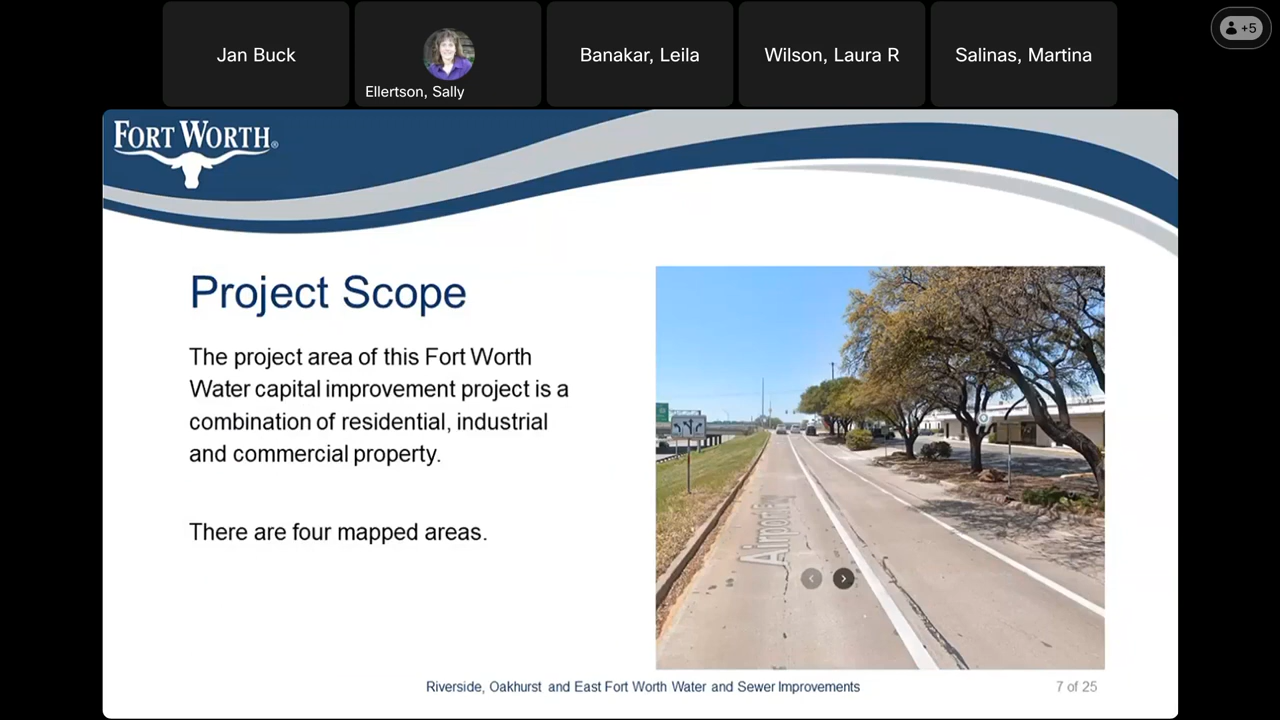 Jan Buck
Ellertson, Sally
Banakar, Leila
Wilson, Laura R
Salinas, Martina
+5
FORT WORTH®
Project Scope
The project area of this Fort Worth
Water capital improvement project is a
combination of residential, industrial
and commercial property.
There are four mapped areas.
Airport
Riverside, Oakhurst and East Fort Worth Water and Sewer Improvements
7 of 25